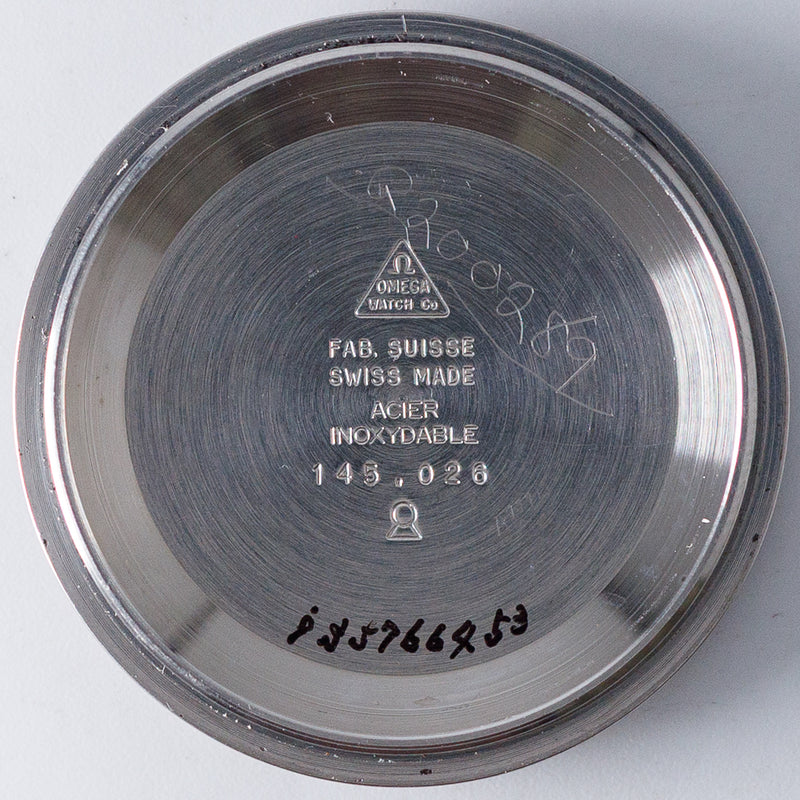 Ω
OMEGA
WATCH Co
FAB. SUISSE
SWISS MADE
ACIER
INOXYDABLE
145.026